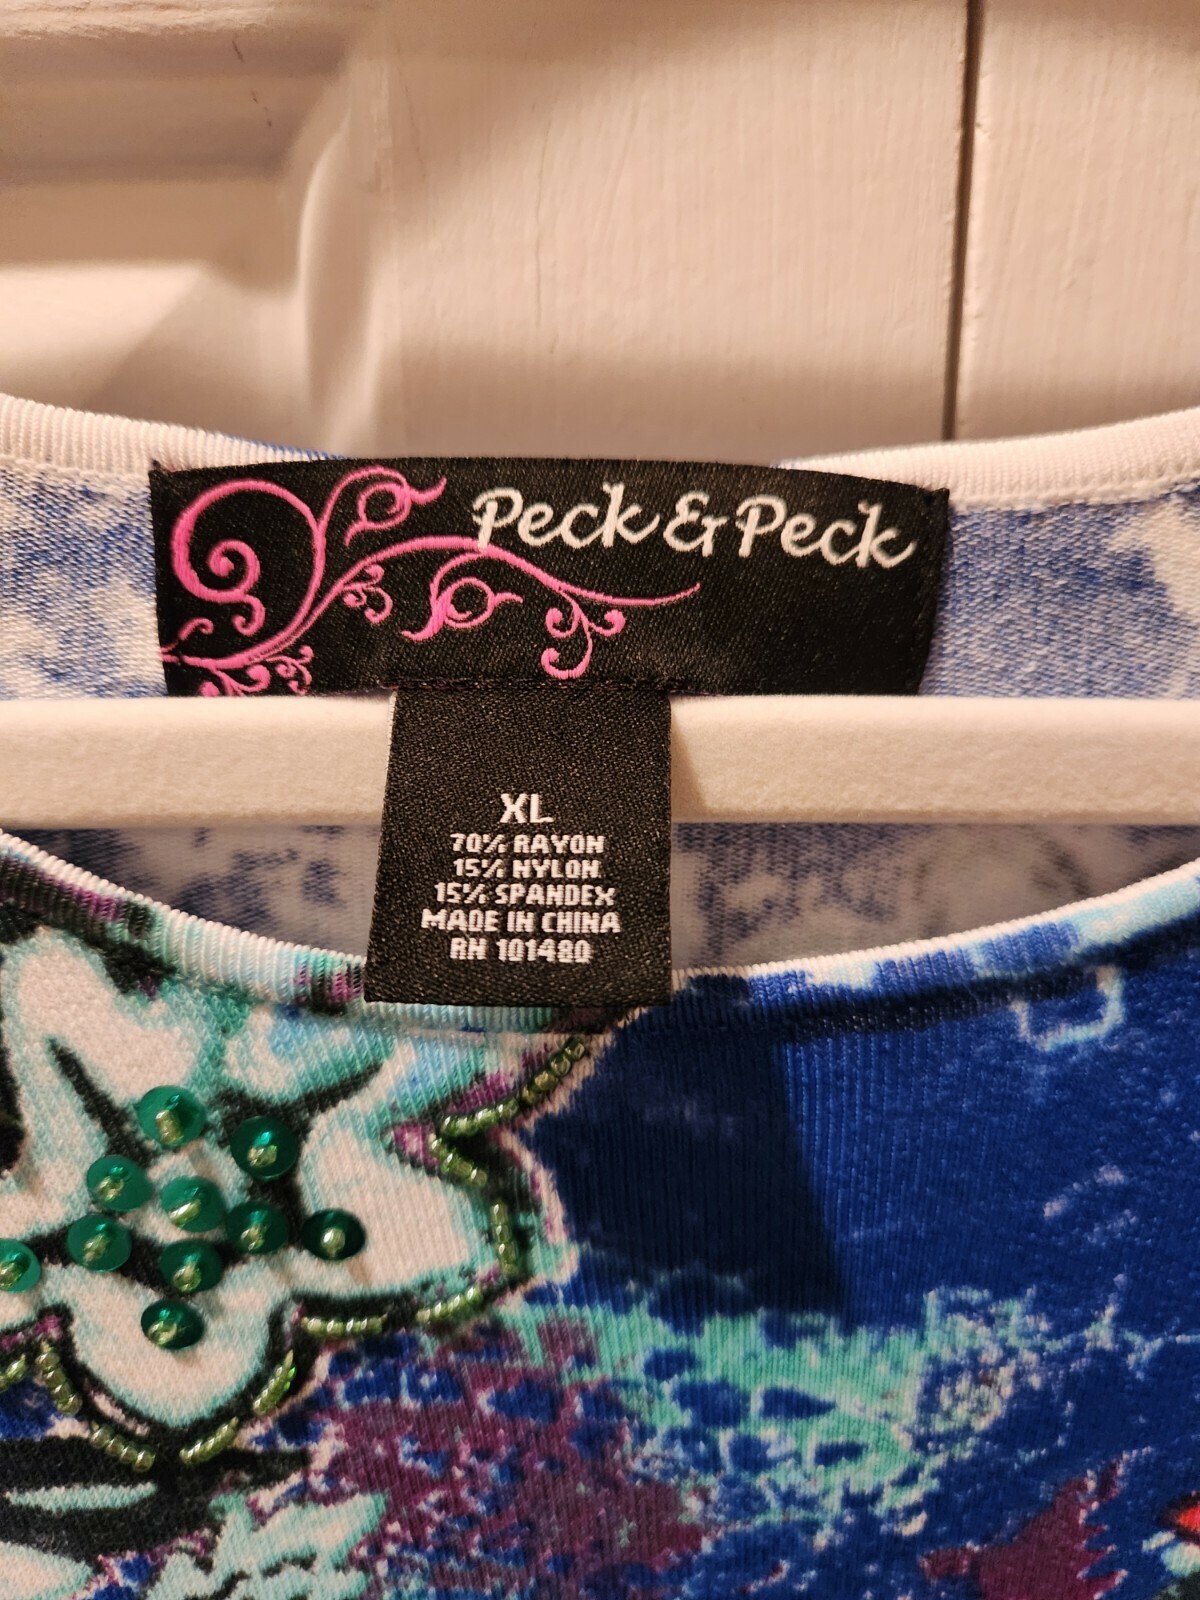 Peck & Peck
XL
70% RAYON
15% NYLON
15% SPANDEX
MADE IN CHINA
RN 101480